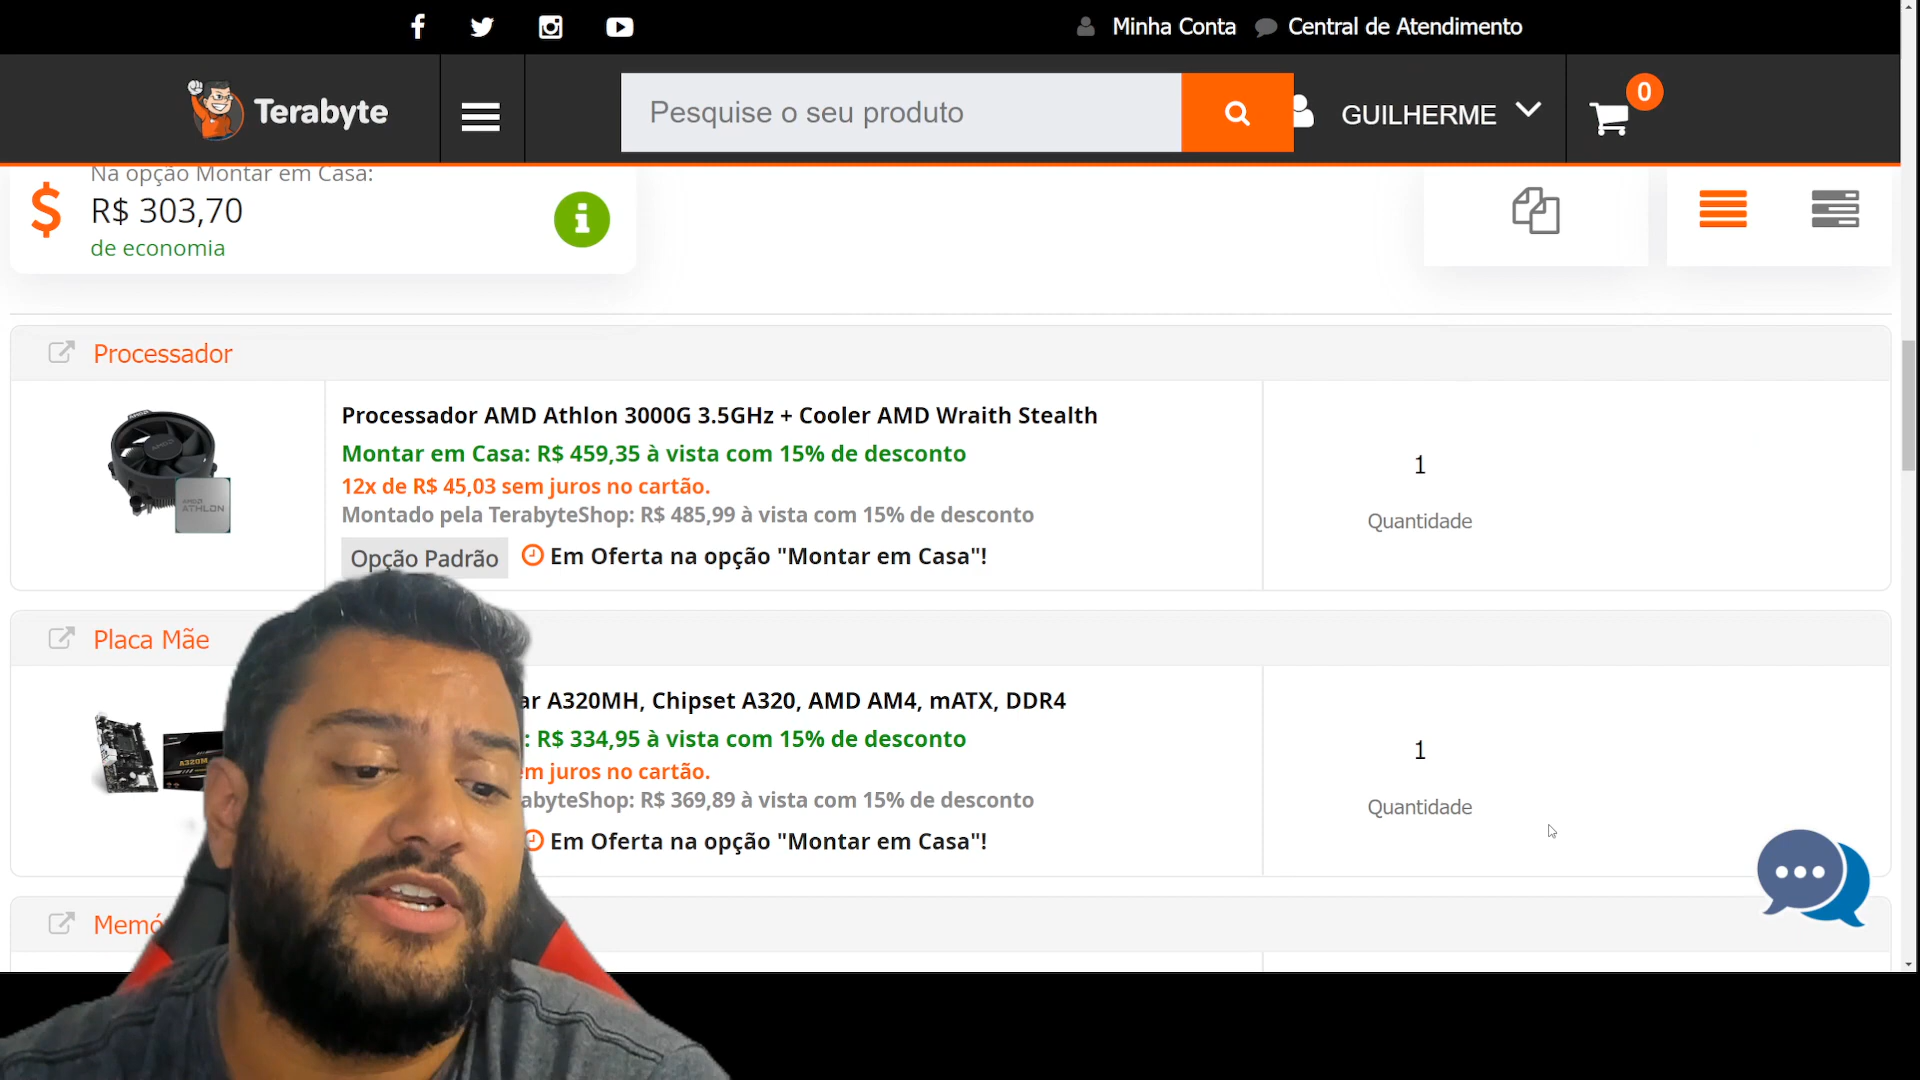 Minha Conta
Central de Atendimento
Terabyte
Pesquise o seu produto
GUILHERME
0
Na opção Montar em Casa:
R$ 303,70
de economia
Processador
Processador AMD Athlon 3000G 3.5GHz + Cooler AMD Wraith Stealth
Montar em Casa: R$ 459,35 à vista com 15% de desconto
12x de R$ 45,03 sem juros no cartão.
Montado pela TerabyteShop: R$ 485,99 à vista com 15% de desconto
Opção Padrão
Em Oferta na opção "Montar em Casa"!
1
Quantidade
AMD
ATHLON
Placa Mãe
ar A320MH, Chipset A320, AMD AM4, mATX, DDR4
: R$ 334,95 à vista com 15% de desconto
em juros no cartão.
abyteShop: R$ 369,89 à vista com 15% de desconto
Em Oferta na opção "Montar em Casa"!
1
Quantidade
A320M
Memó